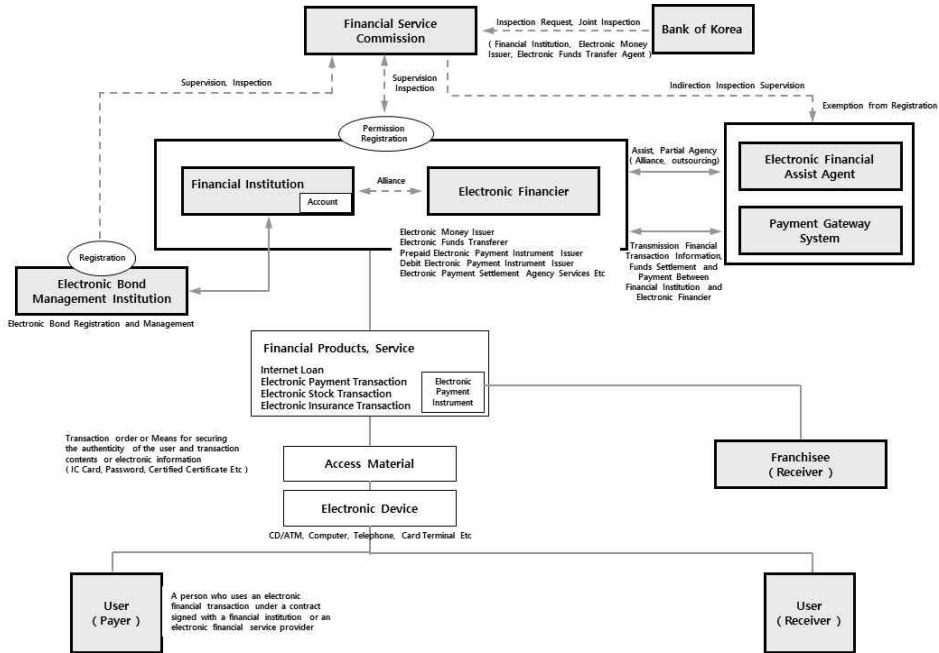 Financial Service
Commission
Inspection Request, Joint Inspection
( Financial Institution, Electronic Money
Issuer, Electronic Funds Transfer Agent )
Bank of Korea
Supervision, Inspection
Supervision
Inspection
Indirection Inspection Supervision
Exemption from Registration
Permission
Registration
Financial Institution
Account
Alliance
Electronic Financier
Assist, Partial Agency
( Alliance, outsourcing)
Electronic Financial
Assist Agent
Payment Gateway
System
Electronic Money Issuer
Electronic Funds Transferer
Prepaid Electronic Payment Instrument Issuer
Debit Electronic Payment Instrument Issuer
Electronic Payment Settlement Agency Services Etc
Transmission Financial
Transaction Information,
Funds Settlement and
Payment Between
Financial Institution and
Electronic Financier
Registration
Electronic Bond
Management Institution
Electronic Bond Registration and Management
Financial Products, Service
Internet Loan
Electronic Payment Transaction
Electronic Stock Transaction
Electronic Insurance Transaction
Electronic
Payment
Instrument
Transaction order or Means for securing
the authenticity of the user and transaction
contents or electronic information
( IC Card, Password, Certified Certificate Etc )
Access Material
Franchisee
( Receiver )
Electronic Device
CD/ATM, Computer, Telephone, Card Terminal Etc
User
( Payer )
A person who uses an electronic
financial transaction under a contract
signed with a financial institution or an
electronic financial service provider
User
( Receiver )